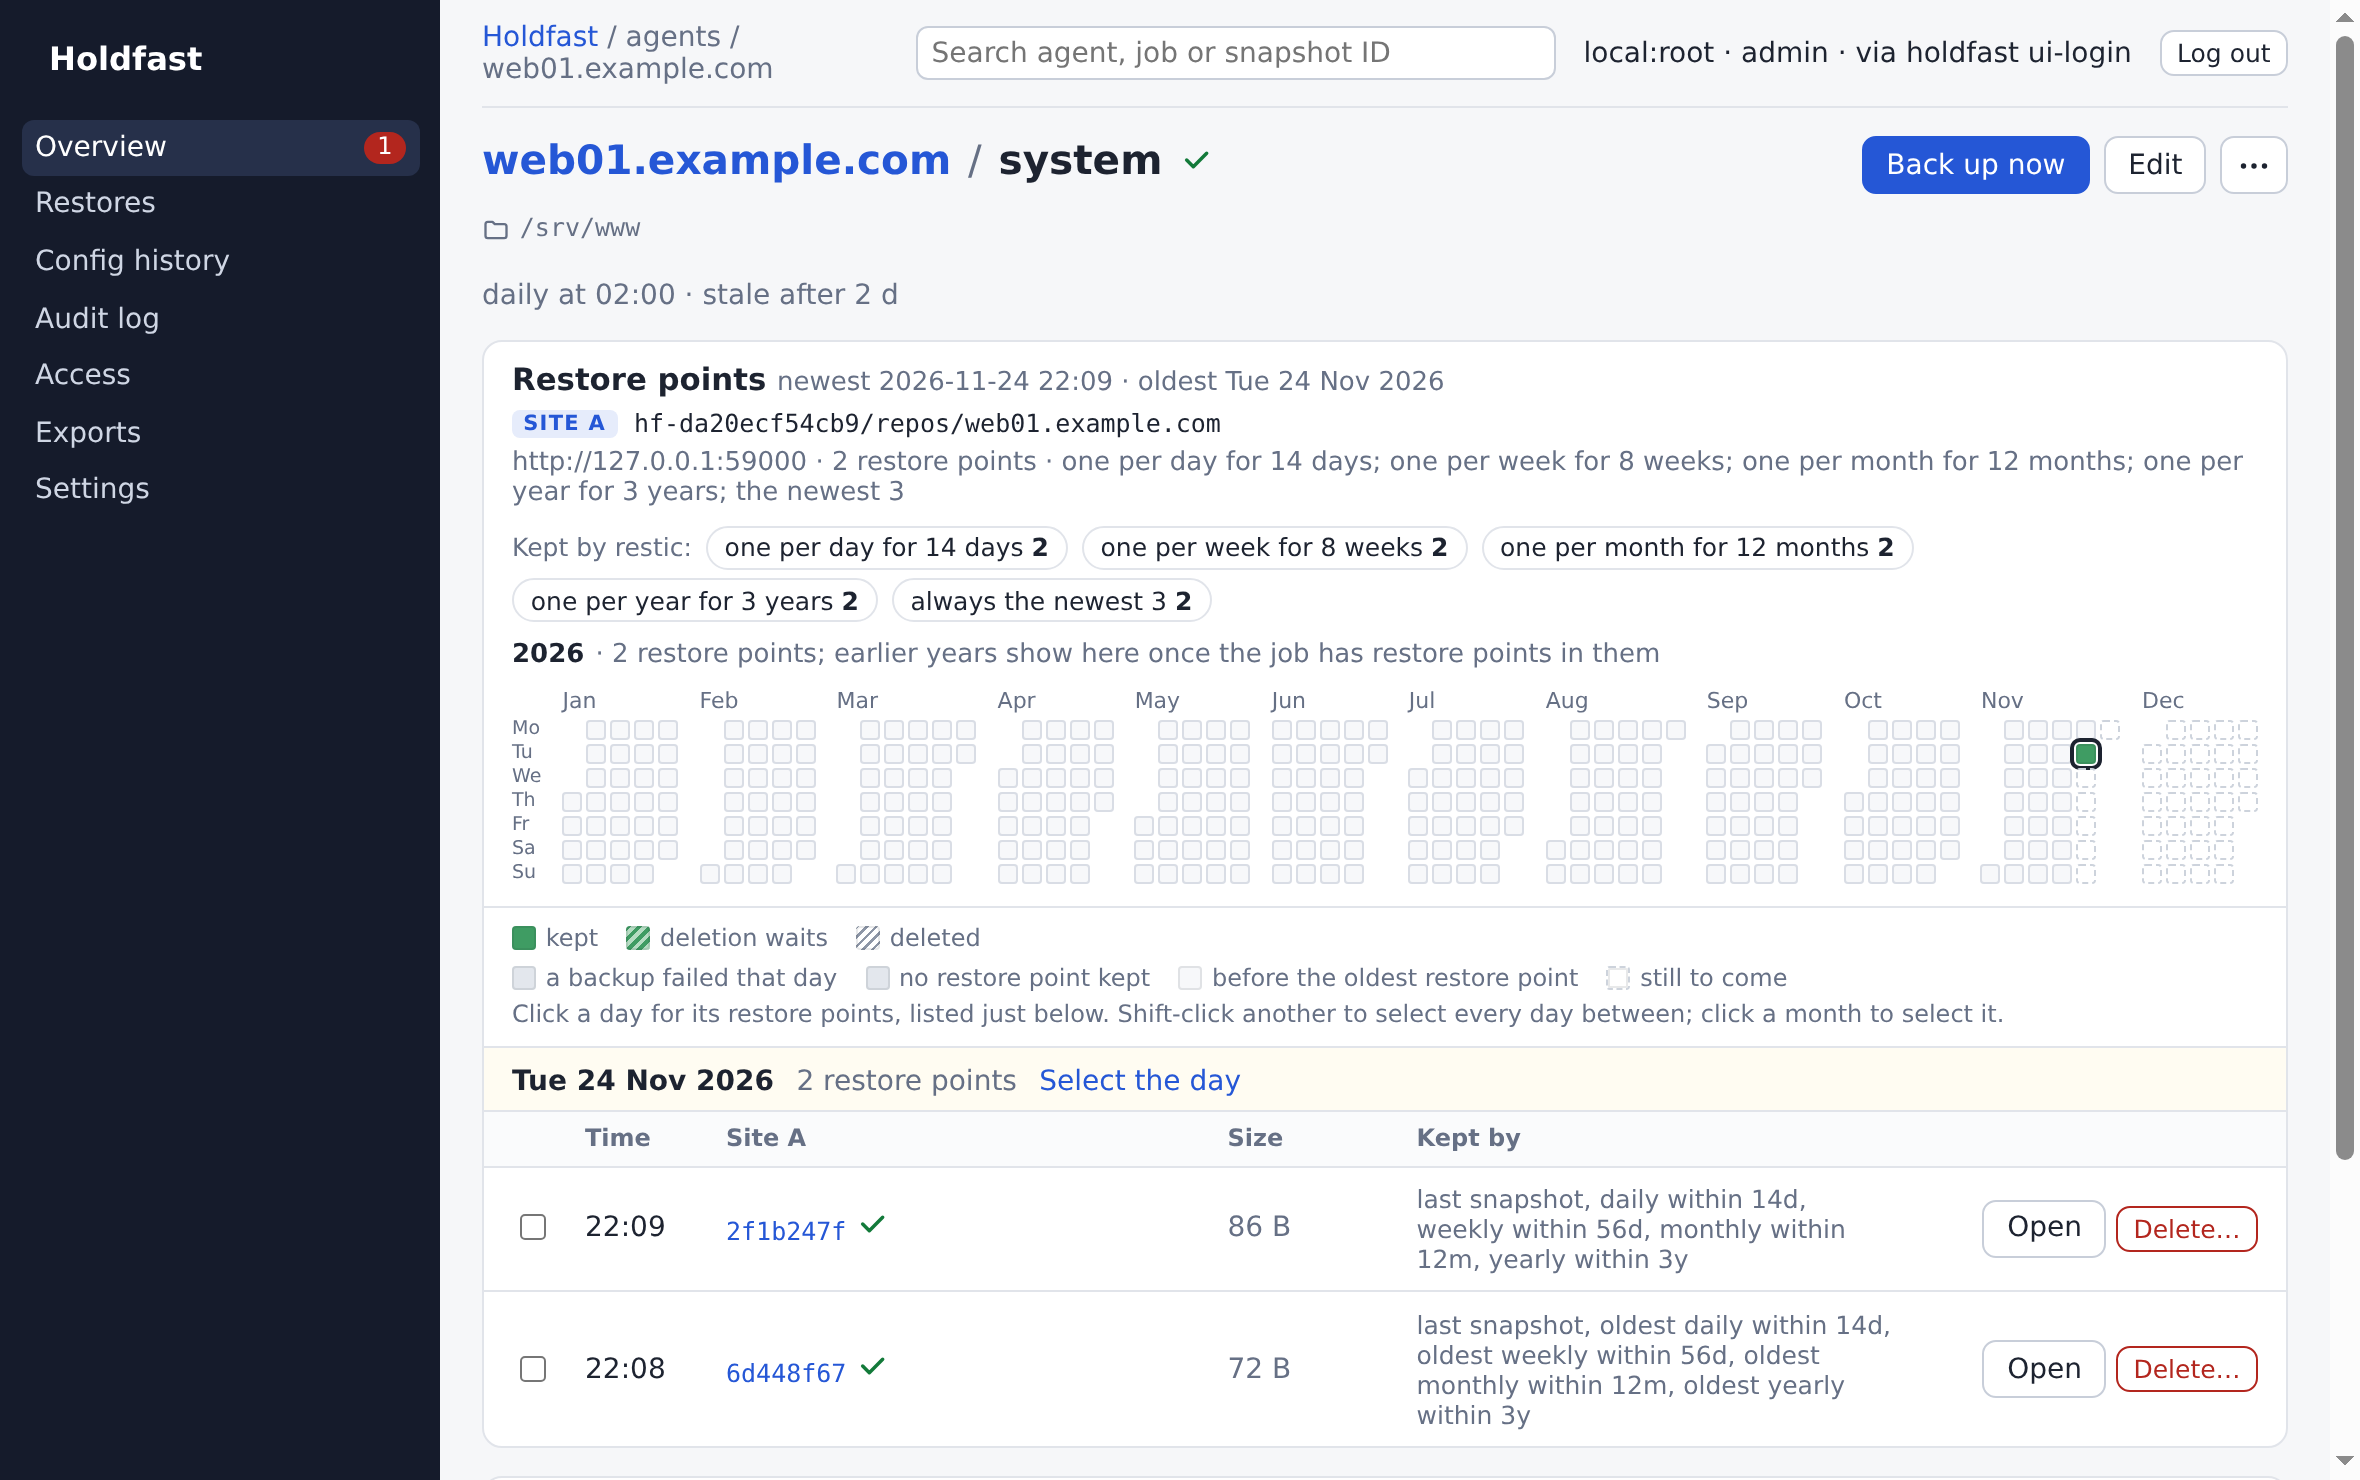 Holdfast
Overview 1
Restores
Config history
Audit log
Access
Exports
Settings
Holdfast / agents /
web01.example.com
Search agent, job or snapshot ID
local:root · admin · via holdfast ui-login
Log out
web01.example.com / system
Back up now
Edit
/srv/www
daily at 02:00 · stale after 2 d
Restore points newest 2026-11-24 22:09 · oldest Tue 24 Nov 2026
SITE A hf-da20ecf54cb9/repos/web01.example.com
http://127.0.0.1:59000 · 2 restore points · one per day for 14 days; one per week for 8 weeks; one per month for 12 months; one per
year for 3 years; the newest 3
Kept by restic: one per day for 14 days 2 one per week for 8 weeks 2 one per month for 12 months 2
one per year for 3 years 2 always the newest 3 2
2026 · 2 restore points; earlier years show here once the job has restore points in them
Jan Feb Mar Apr May Jun Jul Aug Sep Oct Nov Dec
Mo
Tu
We
Th
Fr
Sa
Su
kept deletion waits deleted
a backup failed that day no restore point kept before the oldest restore point still to come
Click a day for its restore points, listed just below. Shift-click another to select every day between; click a month to select it.
Tue 24 Nov 2026 2 restore points Select the day
Time Site A Size Kept by
22:09 2f1b247f 86 B
last snapshot, daily within 14d,
weekly within 56d, monthly within
12m, yearly within 3y
Open Delete...
22:08 6d448f67 72 B
last snapshot, oldest daily within 14d,
oldest weekly within 56d, oldest
monthly within 12m, oldest yearly
within 3y
Open Delete...